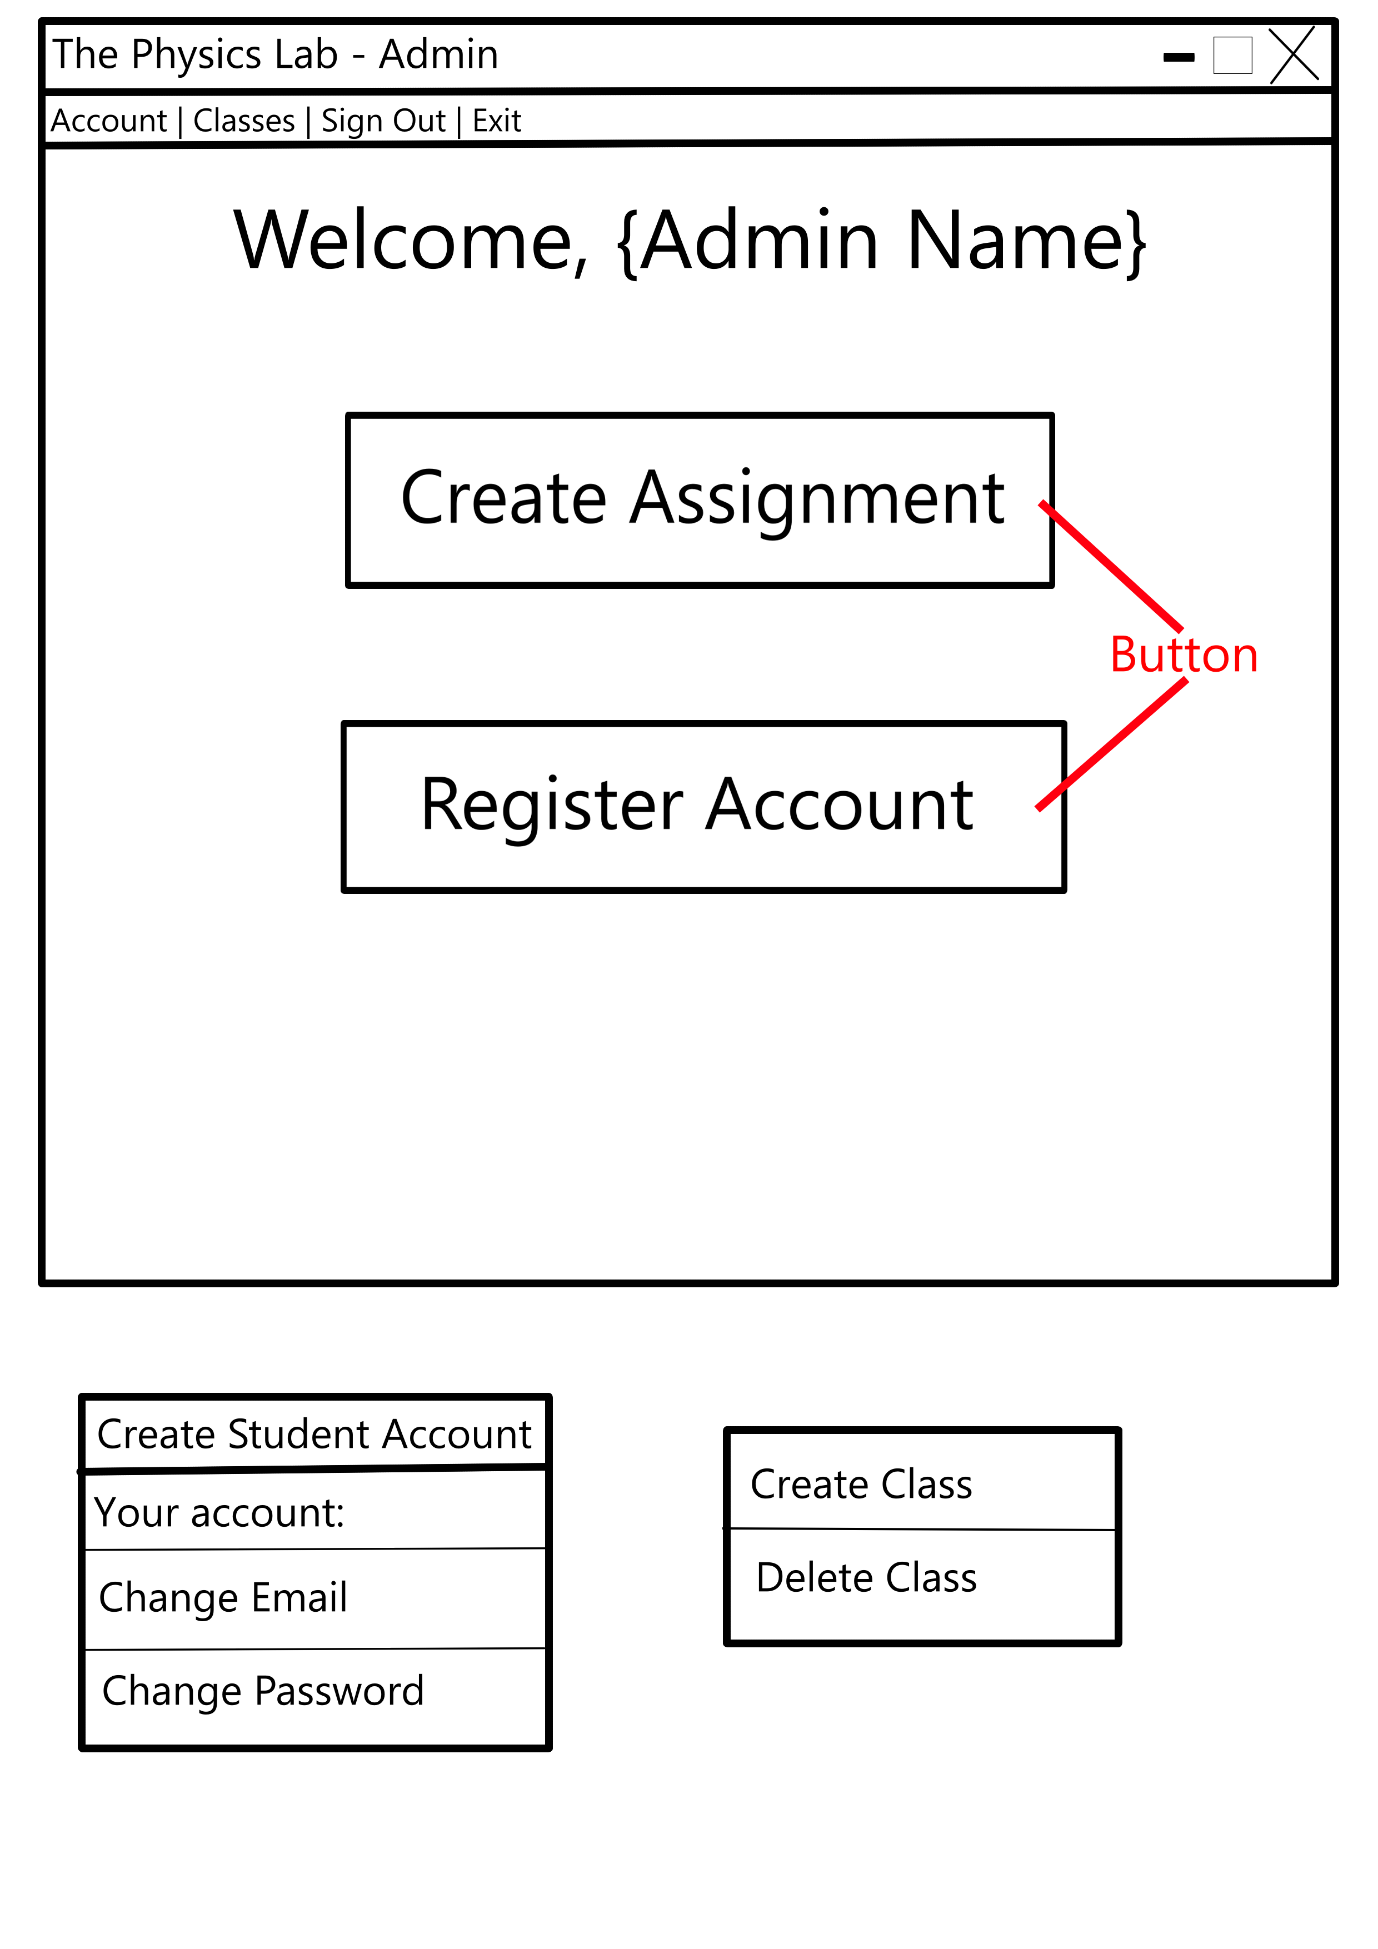 The Physics Lab - Admin
Account | Classes | Sign Out | Exit
Welcome, {Admin Name}
Create Assignment
Button
Register Account
Create Student Account
Your account:
Change Email
Change Password
Create Class
Delete Class